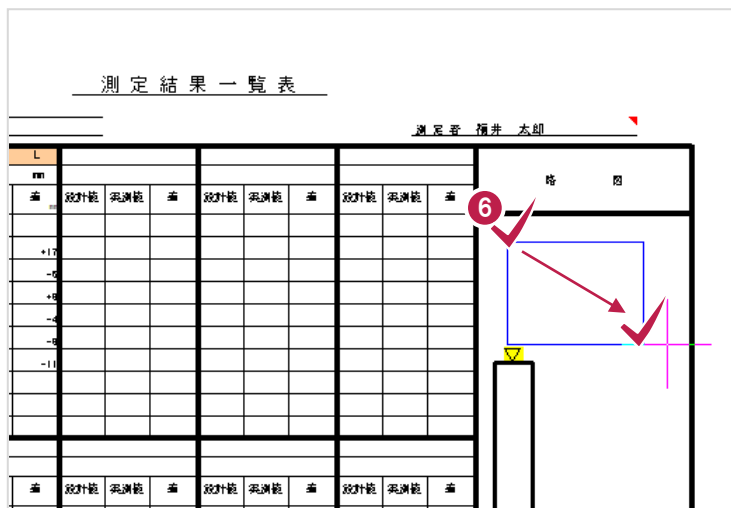 測定結果一覧表
測定者 福井 太郎
L
mm
略 図
差 設計値 実測値 差 設計値 実測値 差 設計値 実測値 差
mm
6
+17
-4
-11
差 設計値 実測値 差 設計値 実測値 差 設計値 実測値 差